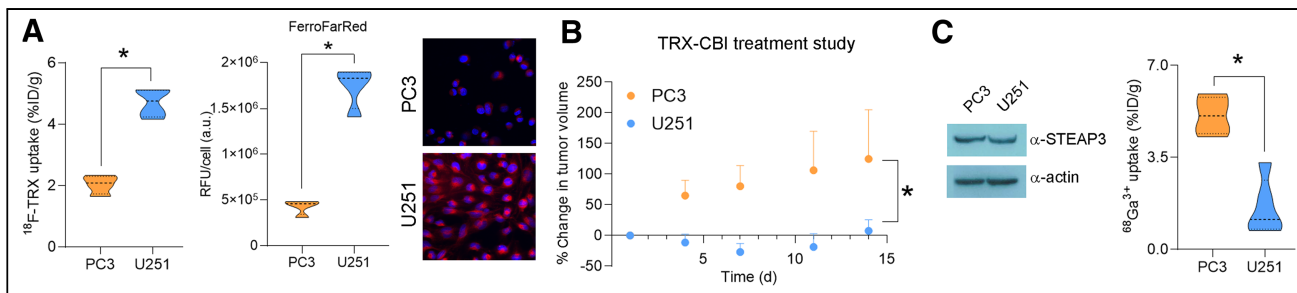 A
6
4
2
0
¹⁸F-TRX uptake (%ID/g)
*
PC3
U251
FerroFarRed
2×10⁶
1.5×10⁶
1×10⁶
5×10⁵
0
RFU/cell (a.u.)
*
PC3
U251
PC3
U251
B
TRX-CBI treatment study
250
200
150
100
50
0
-50
% Change in tumor volume
PC3
U251
5
10
15
Time (d)
*
C
PC3
U251
α-STEAP3
α-actin
7.0
3.5
0.0
⁶⁸Ga³⁺ uptake (%ID/g)
*
PC3
U251